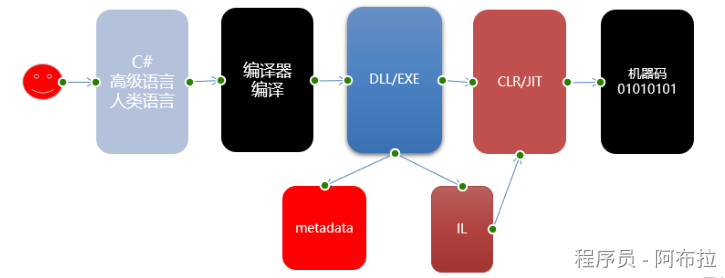 C#
高级语言
人类语言
编译器
编译
DLL/EXE
CLR/JIT
机器码
01010101
metadata
IL
程序员 - 阿布拉